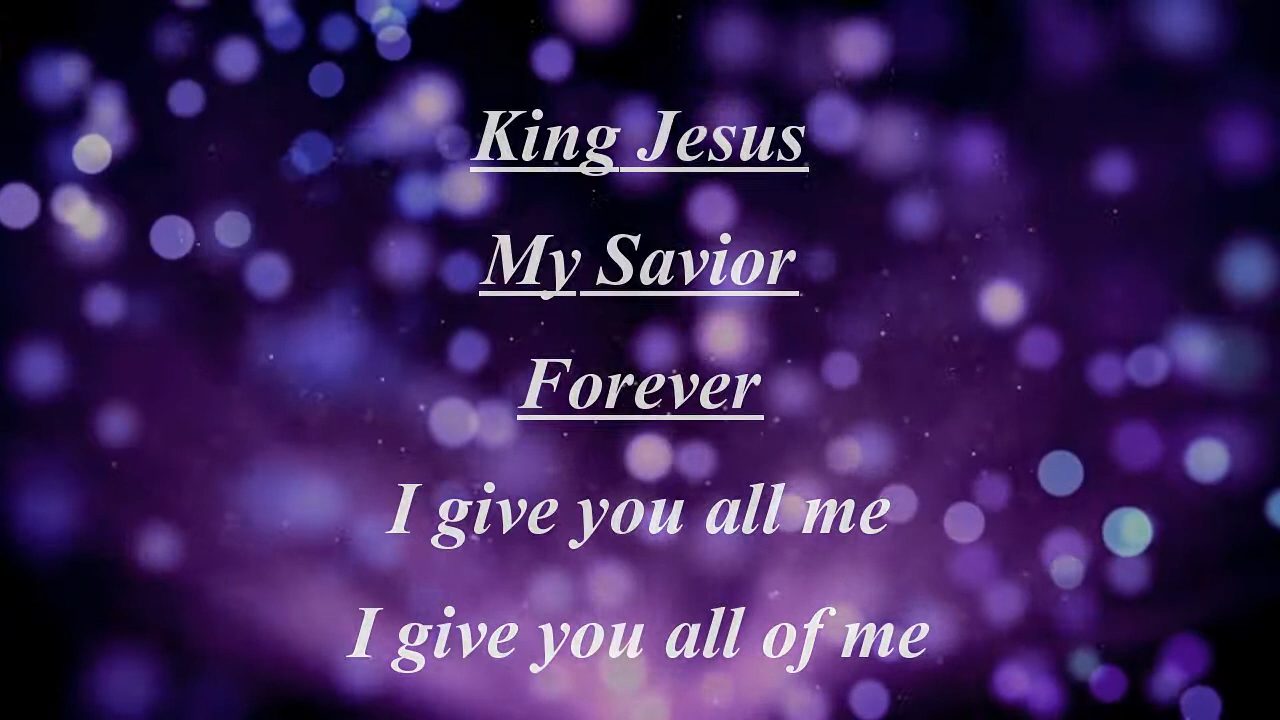 King Jesus
My Savior
Forever
I give you all me
I give you all of me